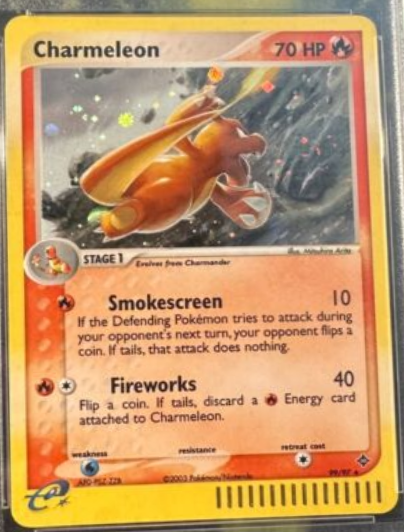 Charmeleon 70 HP
Illus. Mitsuhiro Arita
STAGE 1 Evolves from Charmander
Smokescreen 10
If the Defending Pokémon tries to attack during
your opponent's next turn, your opponent flips a
coin. If tails, that attack does nothing.
Fireworks 40
Flip a coin. If tails, discard a Energy card
attached to Charmeleon.
weakness resistance retreat cost
©2003 Pokémon/Nintendo 99/97
e